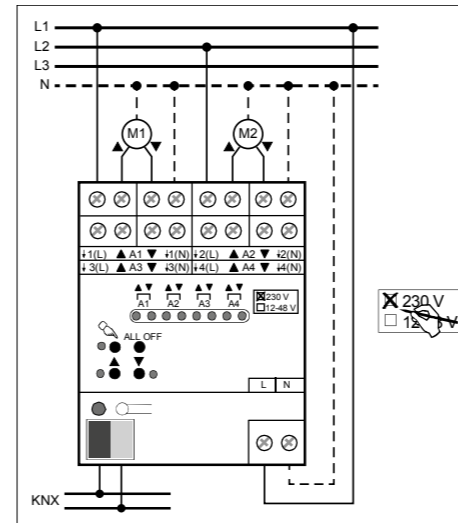 L1
L2
L3
N
M1 M2
1(L) A1 1(N) 2(L) A2 2(N)
3(L) A3 3(N) 4(L) A4 4(N)
A1 A2 A3 A4
230 V
12-48 V
ALL OFF
L N
KNX
230 V